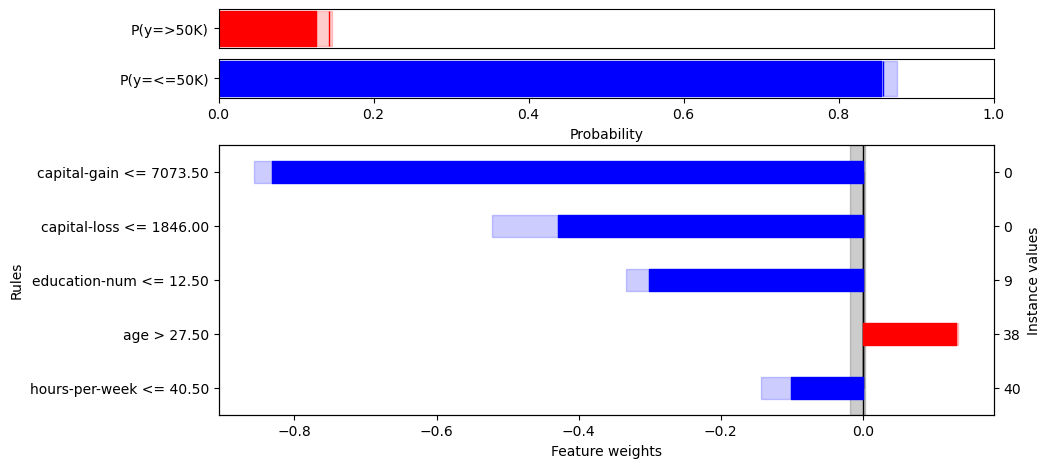 P(y=>50K)
P(y=<=50K)
0.0 0.2 0.4 0.6 0.8 1.0
Probability
Rules
capital-gain <= 7073.50 0
capital-loss <= 1846.00 0
education-num <= 12.50 9
age > 27.50 38
hours-per-week <= 40.50 40
Instance values
−0.8 −0.6 −0.4 −0.2 0.0
Feature weights